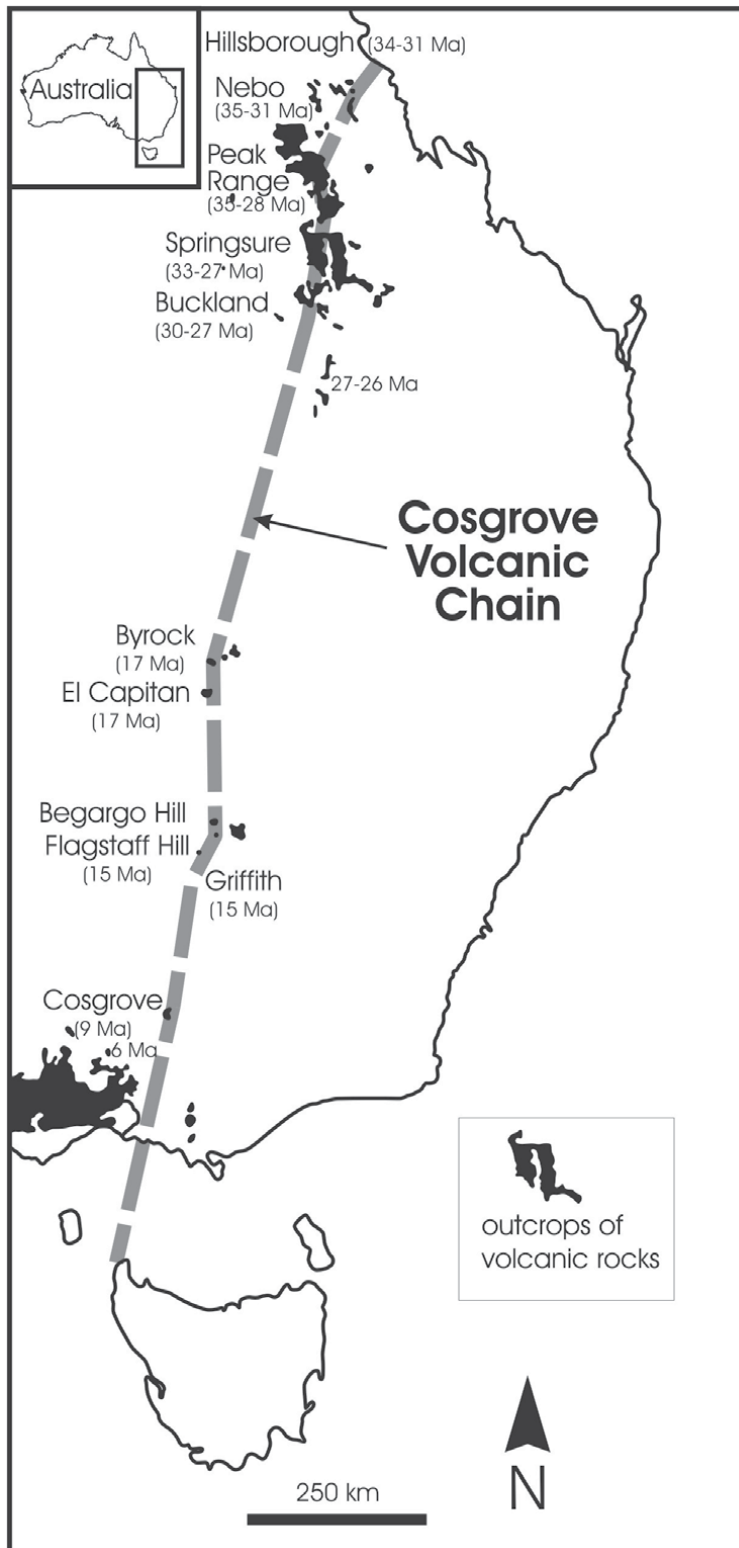 Australia
Hillsborough (34-31 Ma)
Nebo
(35-31 Ma)
Peak
Range
(35-28 Ma)
Springsure
(33-27 Ma)
Buckland
(30-27 Ma)
27-26 Ma
Cosgrove
Volcanic
Chain
Byrock
(17 Ma)
El Capitan
(17 Ma)
Begargo Hill
Flagstaff Hill
(15 Ma)
Griffith
(15 Ma)
Cosgrove
(9 Ma)
6 Ma
outcrops of
volcanic rocks
250 km
N